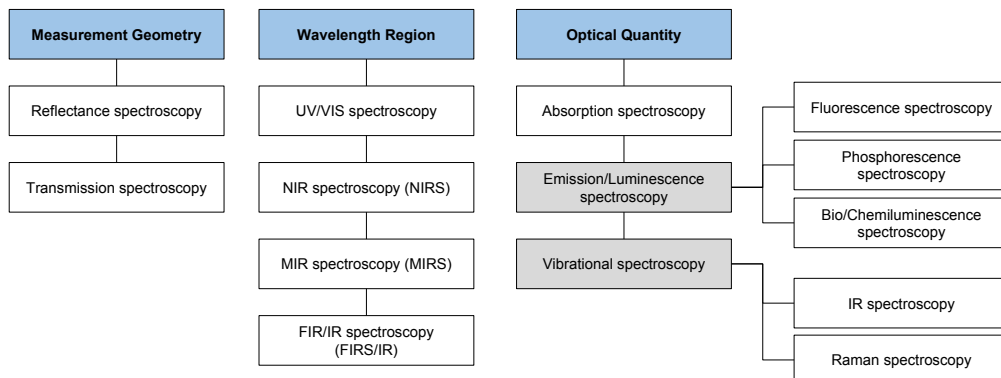 Measurement Geometry
Reflectance spectroscopy
Transmission spectroscopy
Wavelength Region
UV/VIS spectroscopy
NIR spectroscopy (NIRS)
MIR spectroscopy (MIRS)
FIR/IR spectroscopy
(FIRS/IR)
Optical Quantity
Absorption spectroscopy
Emission/Luminescence
spectroscopy
Vibrational spectroscopy
Fluorescence spectroscopy
Phosphorescence
spectroscopy
Bio/Chemiluminescence
spectroscopy
IR spectroscopy
Raman spectroscopy